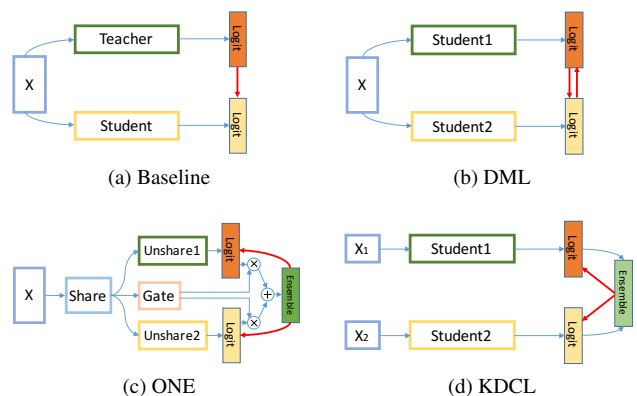 Teacher
Logit
X
Student
Logit
(a) Baseline
Student1
Logit
X
Student2
Logit
(b) DML
Unshare1
Logit
X
Share
Gate
Ensemble
Unshare2
Logit
(c) ONE
X1
Student1
Logit
Ensemble
X2
Student2
Logit
(d) KDCL